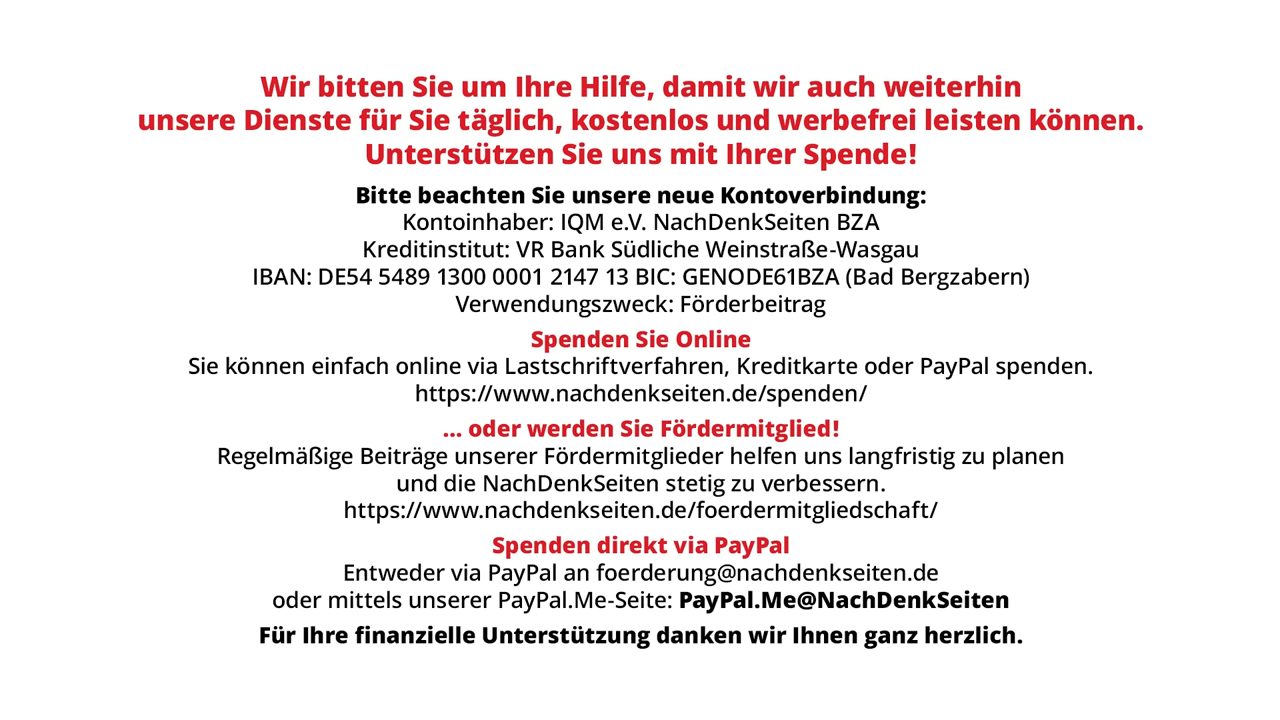 Wir bitten Sie um Ihre Hilfe, damit wir auch weiterhin
unsere Dienste für Sie täglich, kostenlos und werbefrei leisten können.
Unterstützen Sie uns mit Ihrer Spende!
Bitte beachten Sie unsere neue Kontoverbindung:
Kontoinhaber: IQM e.V. NachDenkSeiten BZA
Kreditinstitut: VR Bank Südliche Weinstraße-Wasgau
IBAN: DE54 5489 1300 0001 2147 13 BIC: GENODE61BZA (Bad Bergzabern)
Verwendungszweck: Förderbeitrag
Spenden Sie Online
Sie können einfach online via Lastschriftverfahren, Kreditkarte oder PayPal spenden.
https://www.nachdenkseiten.de/spenden/
... oder werden Sie Fördermitglied!
Regelmäßige Beiträge unserer Fördermitglieder helfen uns langfristig zu planen
und die NachDenkSeiten stetig zu verbessern.
https://www.nachdenkseiten.de/foerdermitgliedschaft/
Spenden direkt via PayPal
Entweder via PayPal an foerderung@nachdenkseiten.de
oder mittels unserer PayPal.Me-Seite: PayPal.Me@NachDenkSeiten
Für Ihre finanzielle Unterstützung danken wir Ihnen ganz herzlich.